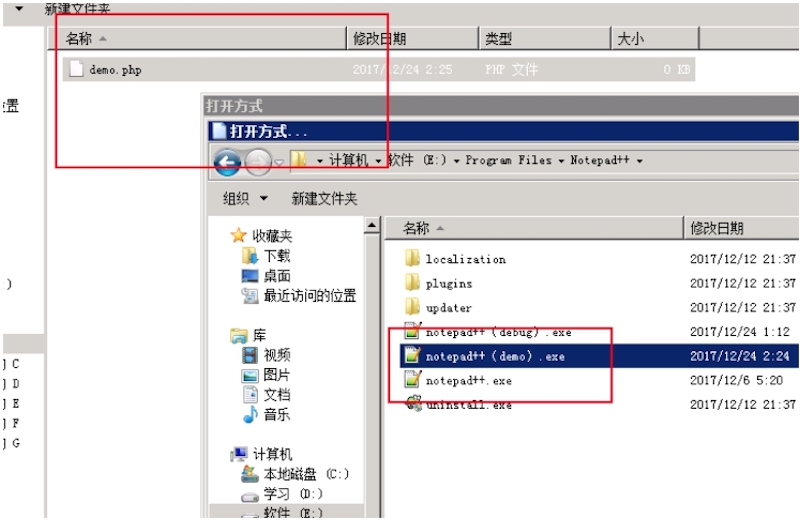 新建文件夹
名称 修改日期 类型 大小
demo.php 2017/12/24 2:25 PHP 文件 0 KB
位置
打开方式
打开方式...
计算机 软件 (E:) Program Files Notepad++
组织 新建文件夹
名称 修改日期
收藏夹
下载
桌面
最近访问的位置
库
视频
图片
文档
音乐
计算机
本地磁盘 (C:)
学习 (D:)
软件 (E:)
localization 2017/12/12 21:37
plugins 2017/12/12 21:37
updater 2017/12/12 21:37
notepad++（debug）.exe 2017/12/24 1:12
notepad++（demo）.exe 2017/12/24 2:24
notepad++.exe 2017/12/6 5:20
uninstall.exe 2017/12/12 21:37
)
C
D
E
F
G